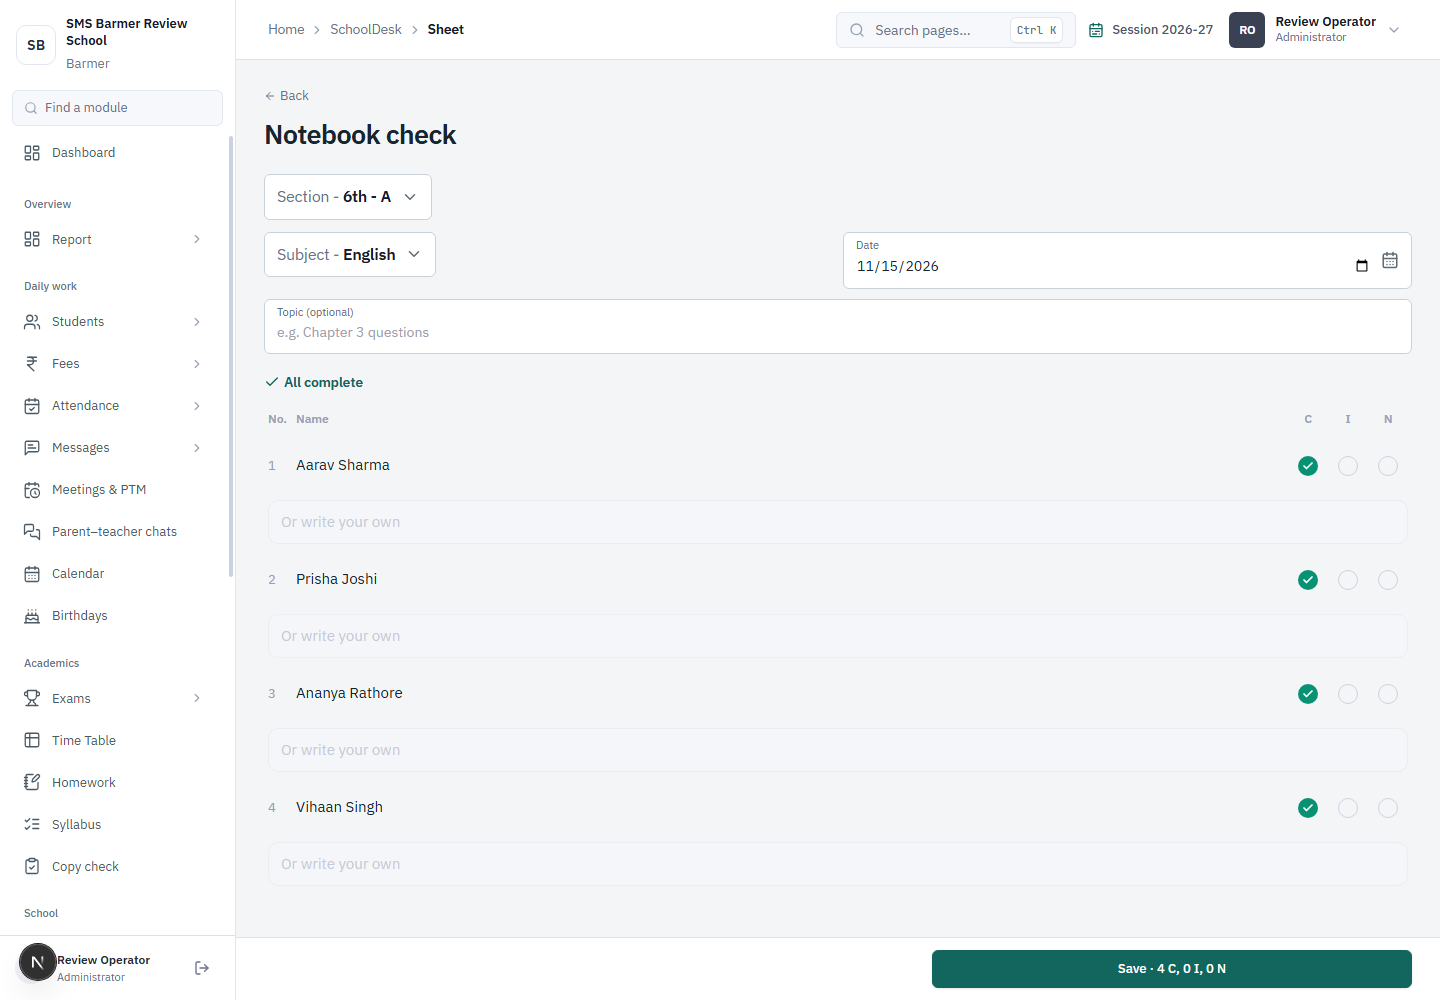 SMS Barmer Review
School
SB
Barmer
Find a module
Dashboard
Overview
Report
Daily work
Students
Fees
Attendance
Messages
Meetings & PTM
Parent–teacher chats
Calendar
Birthdays
Academics
Exams
Time Table
Homework
Syllabus
Copy check
School
N
Review Operator
Administrator
Home > SchoolDesk > Sheet
Search pages... Ctrl K
Session 2026-27
RO
Review Operator
Administrator
← Back
Notebook check
Section - 6th - A
Subject - English
Date
11/15/2026
Topic (optional)
e.g. Chapter 3 questions
All complete
No. Name C I N
1 Aarav Sharma
Or write your own
2 Prisha Joshi
Or write your own
3 Ananya Rathore
Or write your own
4 Vihaan Singh
Or write your own
Save · 4 C, 0 I, 0 N